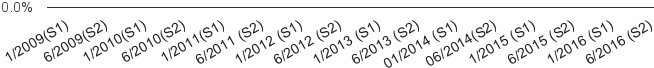 0.0%
1/2009(S1)
6/2009(S2)
1/2010(S1)
6/2010(S2)
1/2011(S1)
6/2011 (S2)
1/2012 (S1)
6/2012 (S2)
1/2013 (S1)
6/2013 (S2)
01/2014 (S1)
06/2014(S2)
1/2015 (S1)
6/2015 (S2)
1/2016 (S1)
6/2016 (S2)